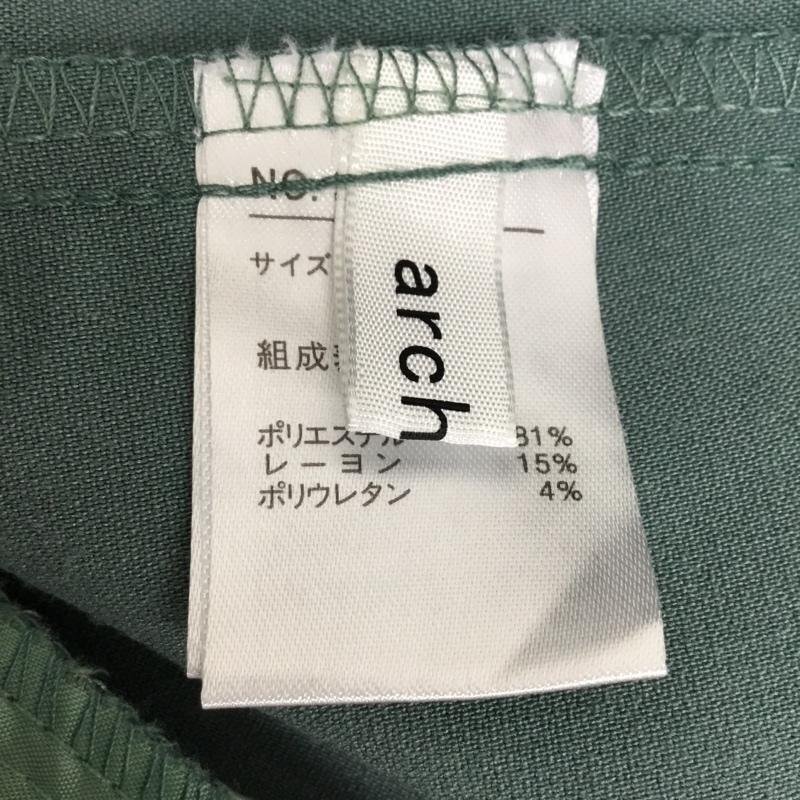 NO.
サイズ
組成
arch
ポリエステル 81%
レーヨン 15%
ポリウレタン 4%